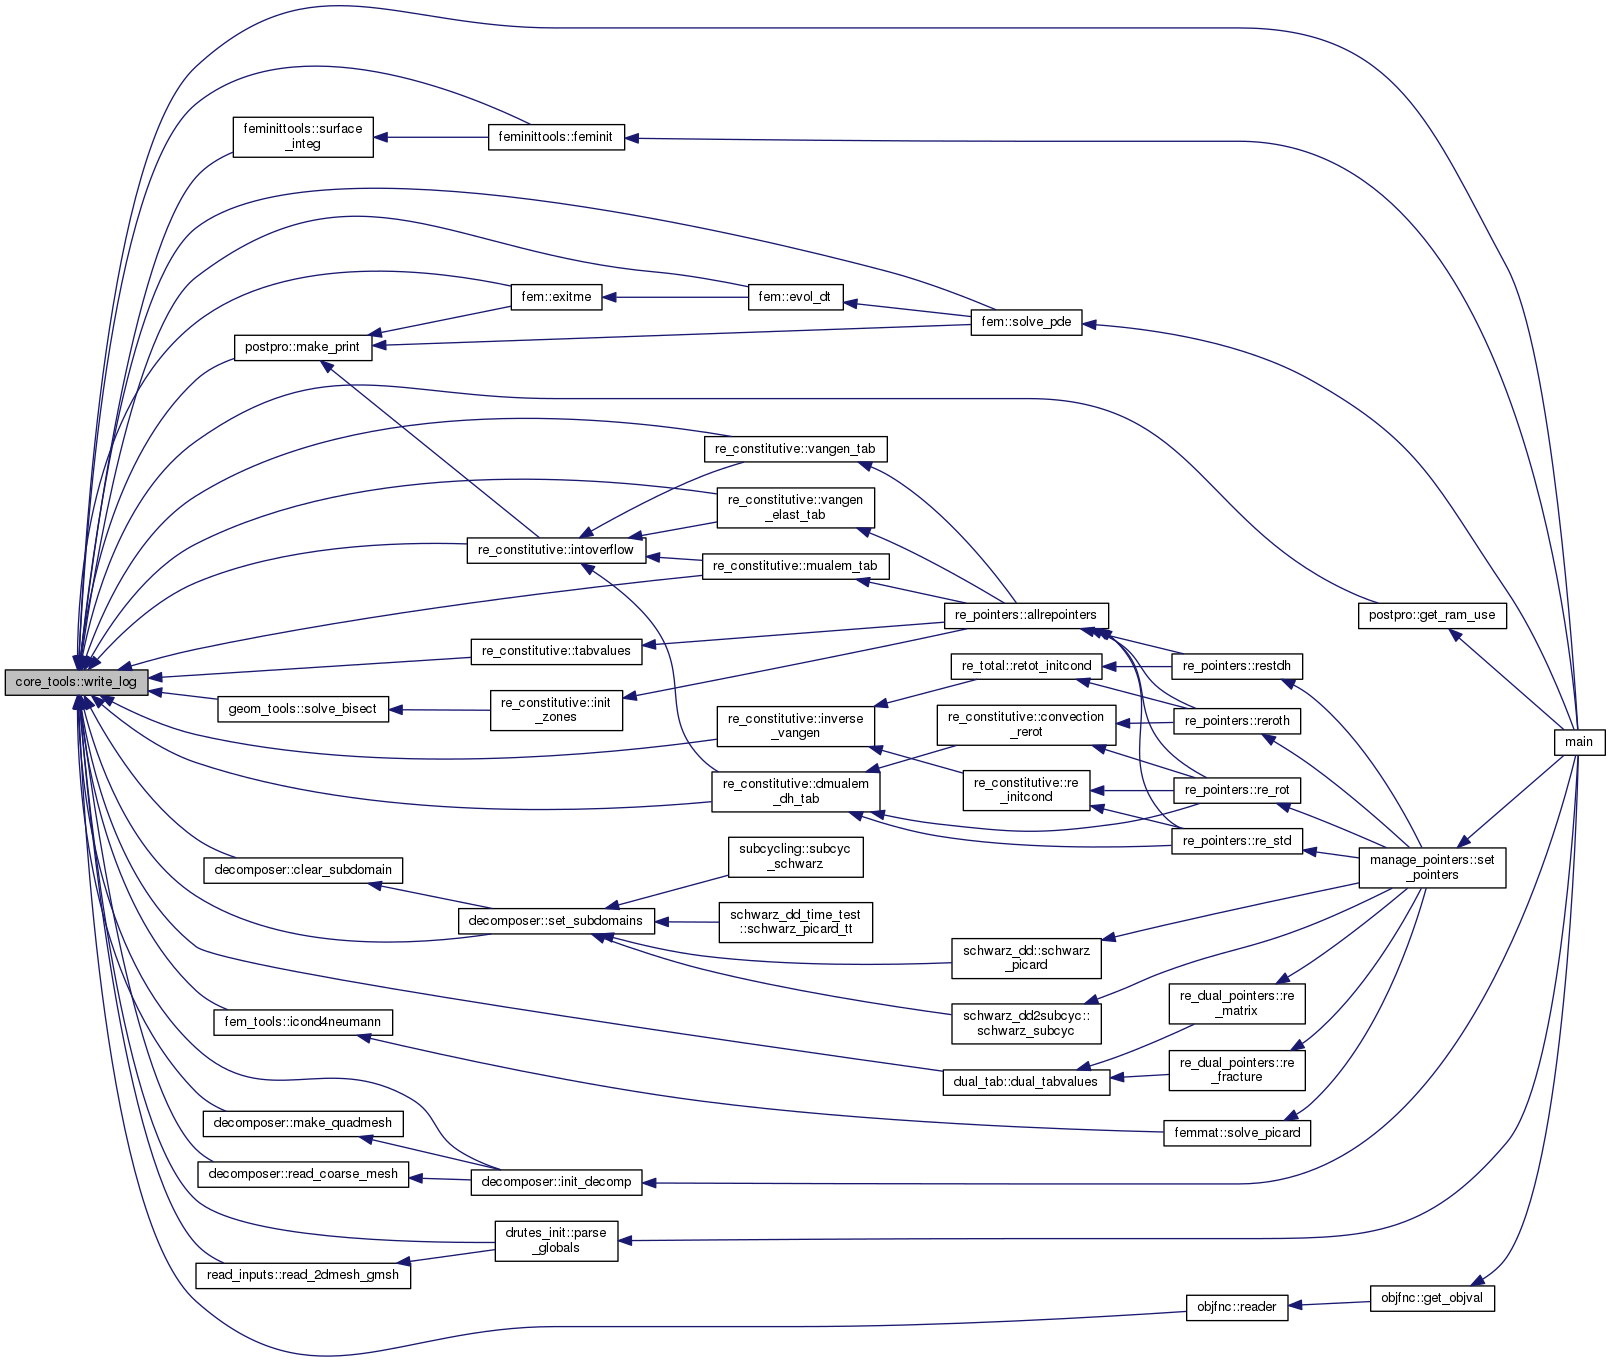 feminittools::surface
_integ
feminittools::feminit
fem::exitme
fem::evol_dt
fem::solve_pde
postpro::make_print
re_constitutive::vangen_tab
re_constitutive::vangen
_elast_tab
re_constitutive::intoverflow
re_constitutive::mualem_tab
re_pointers::allrepointers
postpro::get_ram_use
re_constitutive::tabvalues
re_total::retot_initcond
re_pointers::restdh
core_tools::write_log
geom_tools::solve_bisect
re_constitutive::init
_zones
re_constitutive::inverse
_vangen
re_constitutive::convection
_rerot
re_pointers::reroth
main
re_constitutive::dmualem
_dh_tab
re_constitutive::re
_initcond
re_pointers::re_rot
re_pointers::re_std
manage_pointers::set
_pointers
subcycling::subcyc
_schwarz
decomposer::clear_subdomain
decomposer::set_subdomains
schwarz_dd_time_test
::schwarz_picard_tt
schwarz_dd::schwarz
_picard
re_dual_pointers::re
_matrix
schwarz_dd2subcyc::
schwarz_subcyc
fem_tools::icond4neumann
re_dual_pointers::re
_fracture
dual_tab::dual_tabvalues
decomposer::make_quadmesh
femmat::solve_picard
decomposer::read_coarse_mesh
decomposer::init_decomp
drutes_init::parse
_globals
read_inputs::read_2dmesh_gmsh
objfnc::reader
objfnc::get_objval